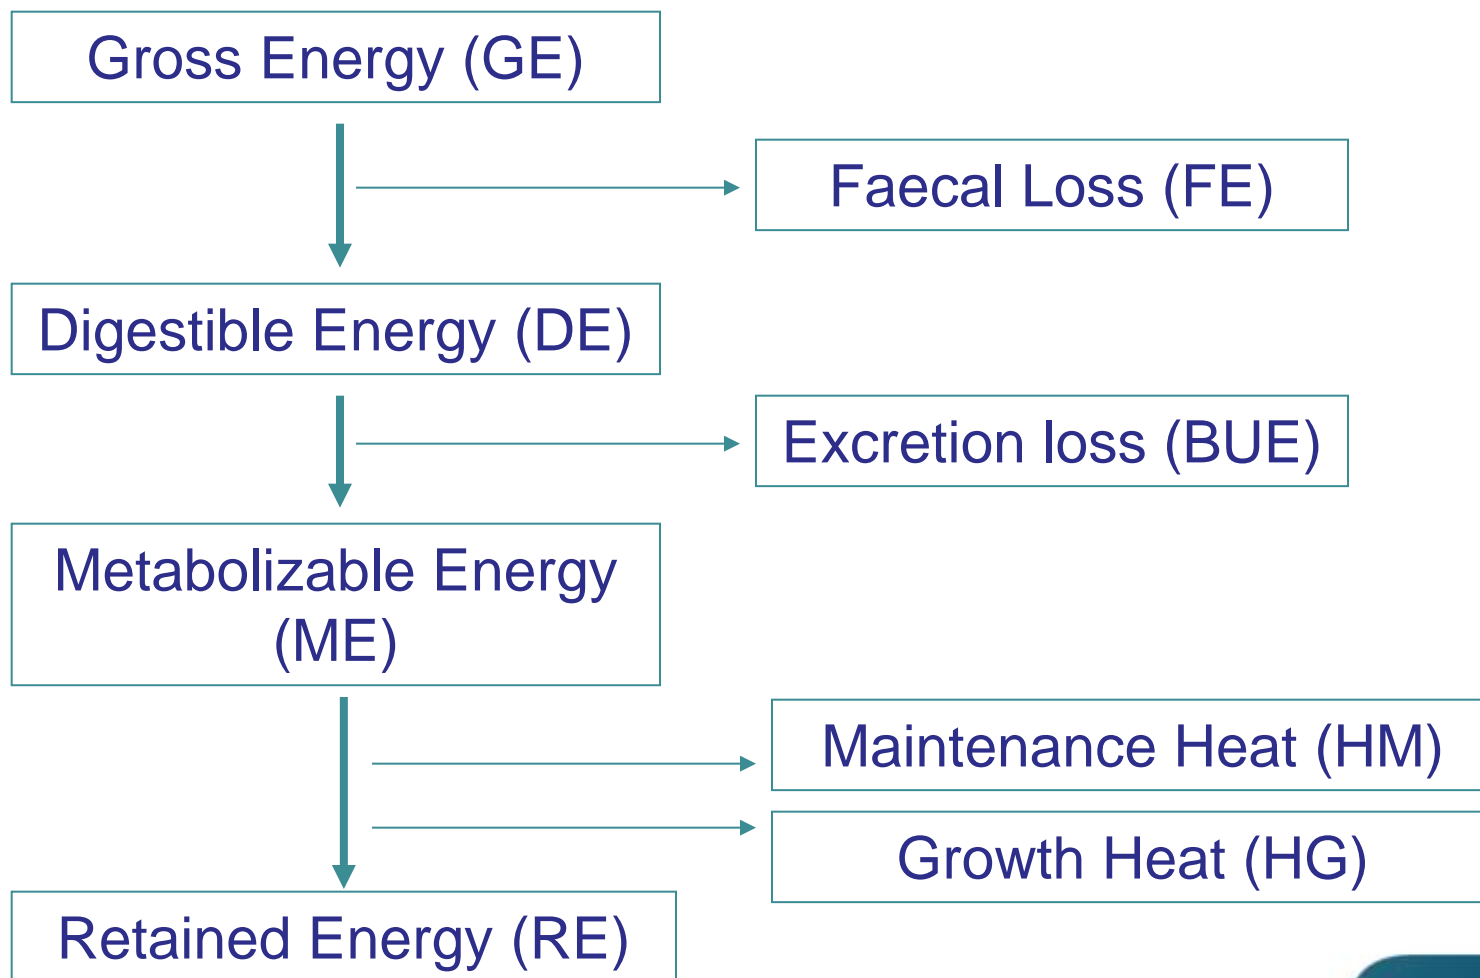 Gross Energy (GE)
Faecal Loss (FE)
Digestible Energy (DE)
Excretion loss (BUE)
Metabolizable Energy
(ME)
Maintenance Heat (HM)
Growth Heat (HG)
Retained Energy (RE)